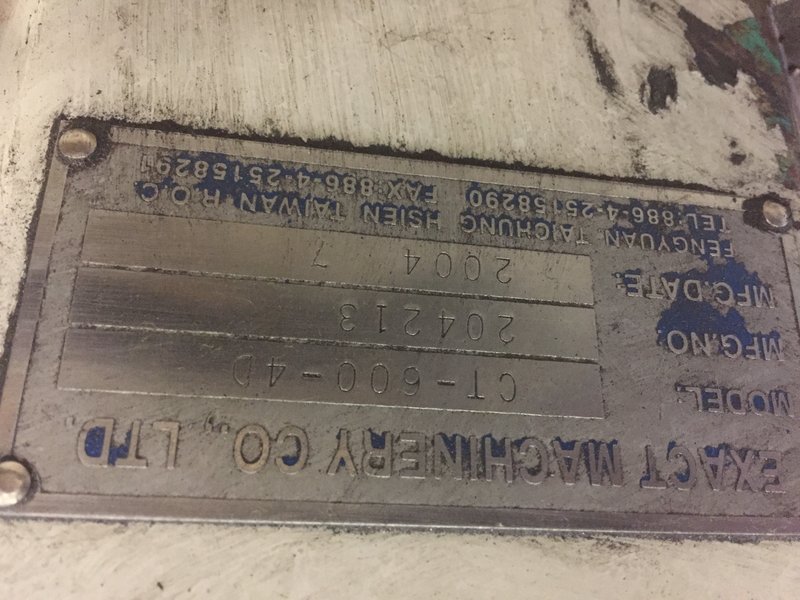 EXACT MACHINERY CO., LTD.
MODEL: CT-600-4D
MFG.NO. 204213
MFG.DATE: 2004 7
FENGYUAN TAICHUNG HSIEN TAIWAN R.O.C
TEL:886-4-25158290 FAX:886-4-25158291